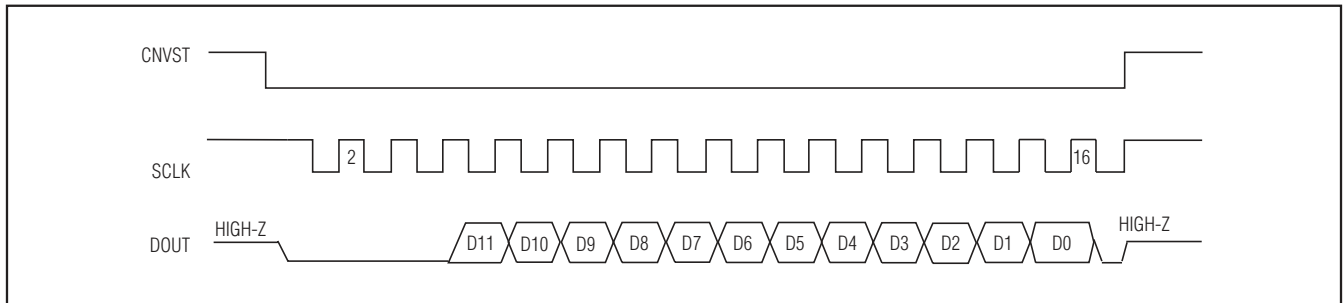 CNVST
SCLK
2
16
DOUT
HIGH-Z
D11
D10
D9
D8
D7
D6
D5
D4
D3
D2
D1
D0
HIGH-Z